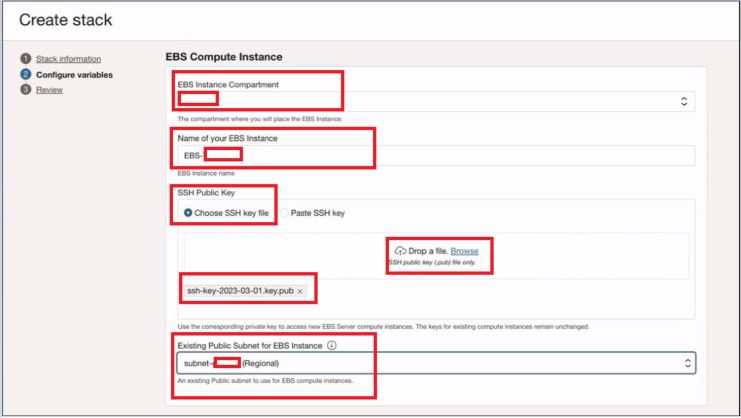 Create stack
1 Stack information
2 Configure variables
3 Review
EBS Compute Instance
EBS Instance Compartment
The compartment where you will place the EBS Instance.
Name of your EBS Instance
EBS-
EBS Instance name
SSH Public Key
Choose SSH key file Paste SSH key
Drop a file. Browse
SSH public key (.pub) file only.
ssh-key-2023-03-01.key.pub ×
Use the corresponding private key to access new EBS Server compute instances. The keys for existing compute instances remain unchanged.
Existing Public Subnet for EBS Instance i
subnet- (Regional)
An existing Public subnet to use for EBS compute instances.